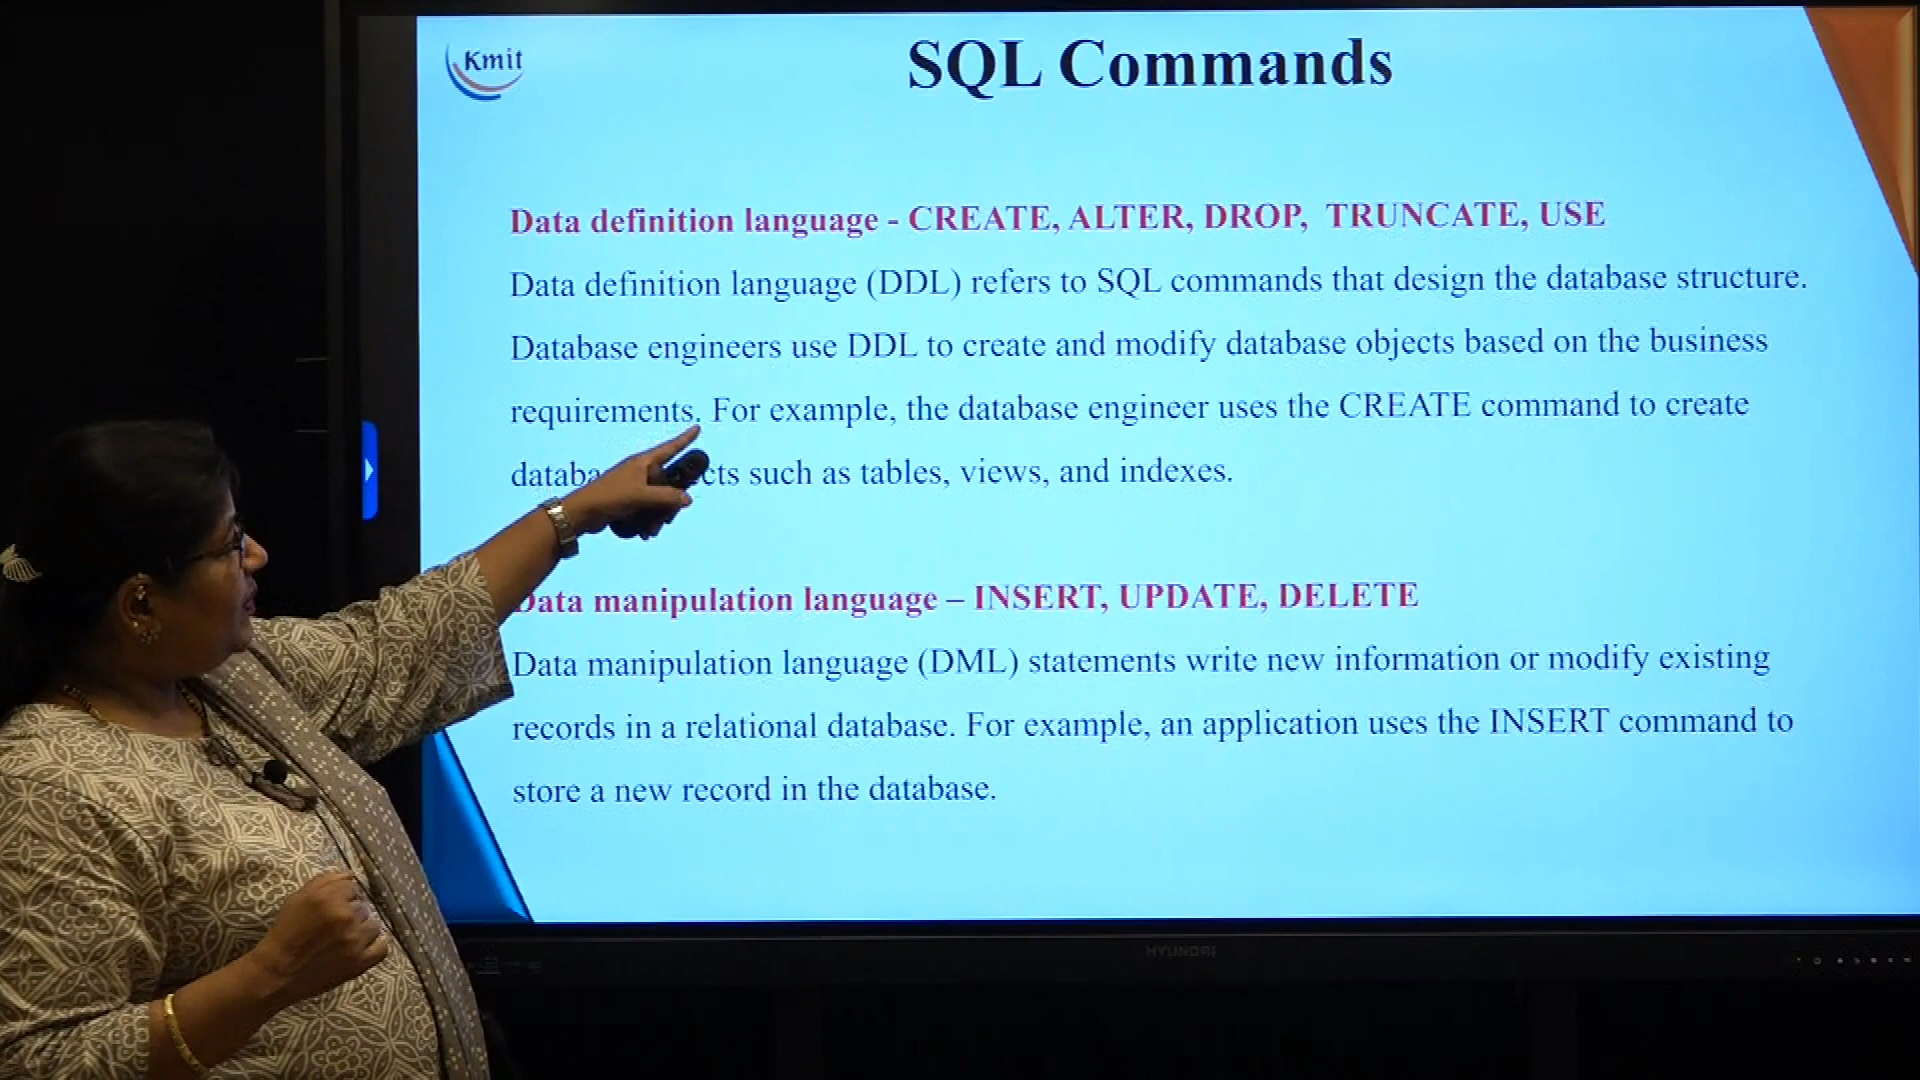 Kmit
SQL Commands
Data definition language - CREATE, ALTER, DROP, TRUNCATE, USE
Data definition language (DDL) refers to SQL commands that design the database structure.
Database engineers use DDL to create and modify database objects based on the business
requirements. For example, the database engineer uses the CREATE command to create
such as tables, views, and indexes.
Data manipulation language – INSERT, UPDATE, DELETE
Data manipulation language (DML) statements write new information or modify existing
records in a relational database. For example, an application uses the INSERT command to
store a new record in the database.
HYUNDAI